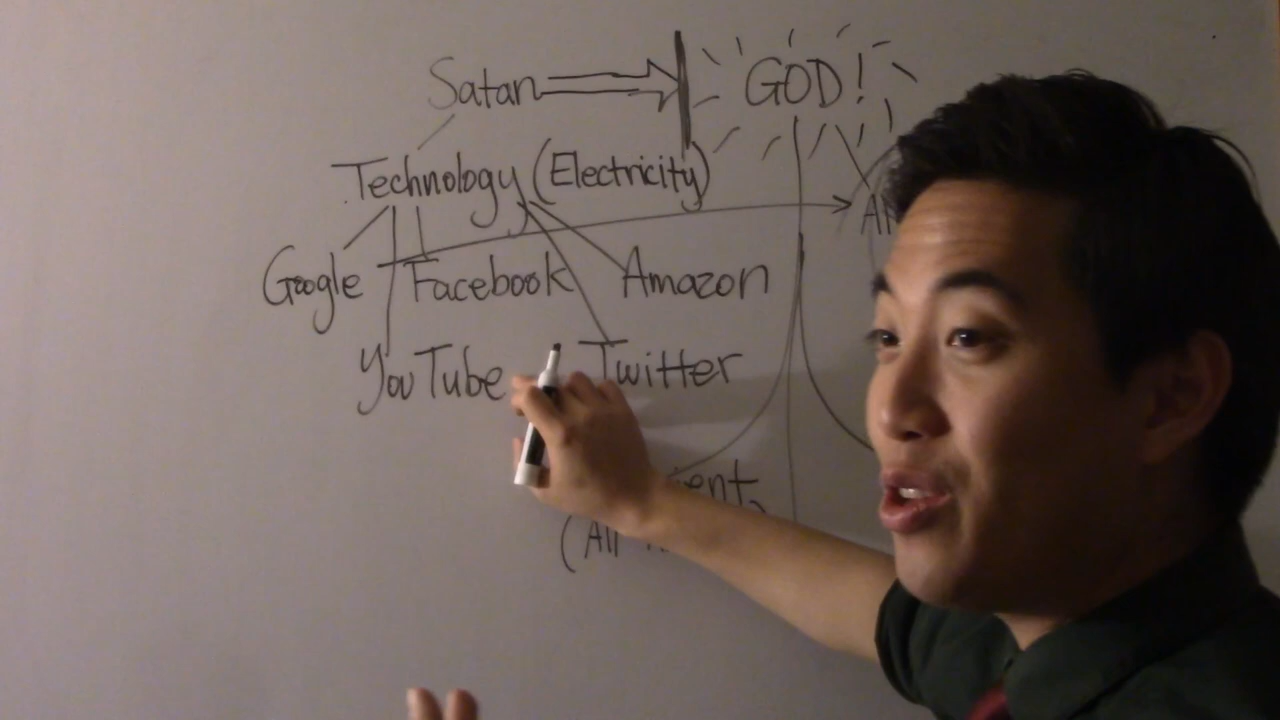 Satan GOD!
Technology (Electricity)
Google Facebook Amazon
YouTube Twitter
(All